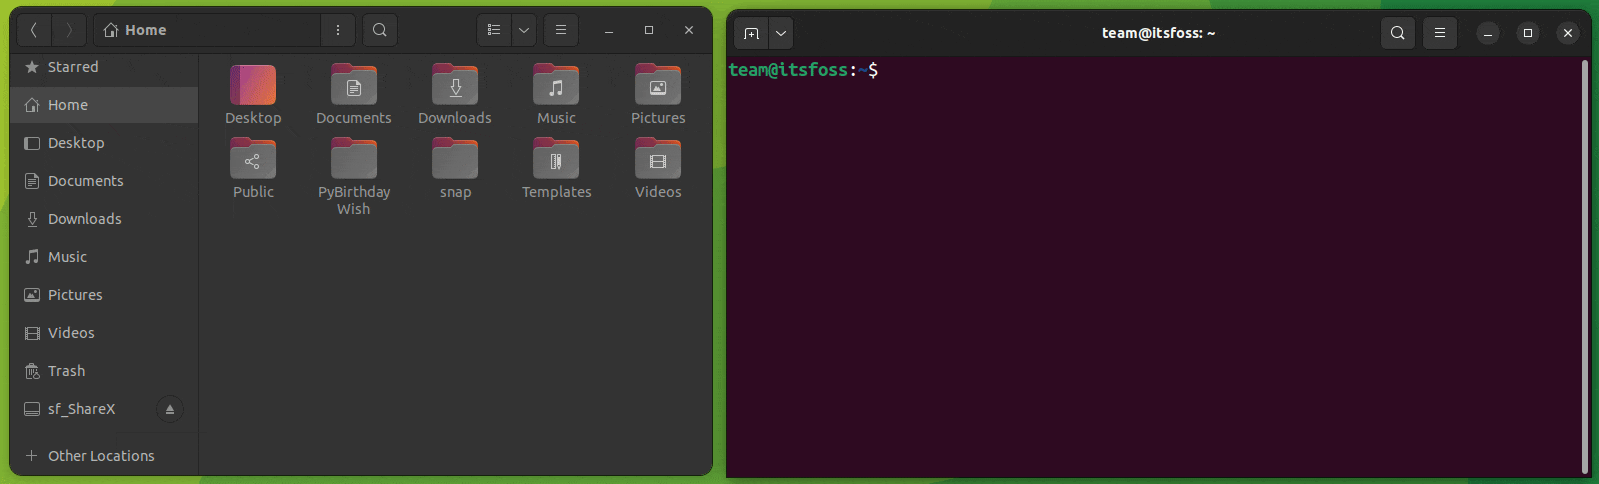 Home
Starred
Home
Desktop
Documents
Downloads
Music
Pictures
Videos
Trash
sf_ShareX
Other Locations
Desktop
Documents
Downloads
Music
Pictures
Public
PyBirthday
Wish
snap
Templates
Videos
team@itsfoss: ~
team@itsfoss:~$